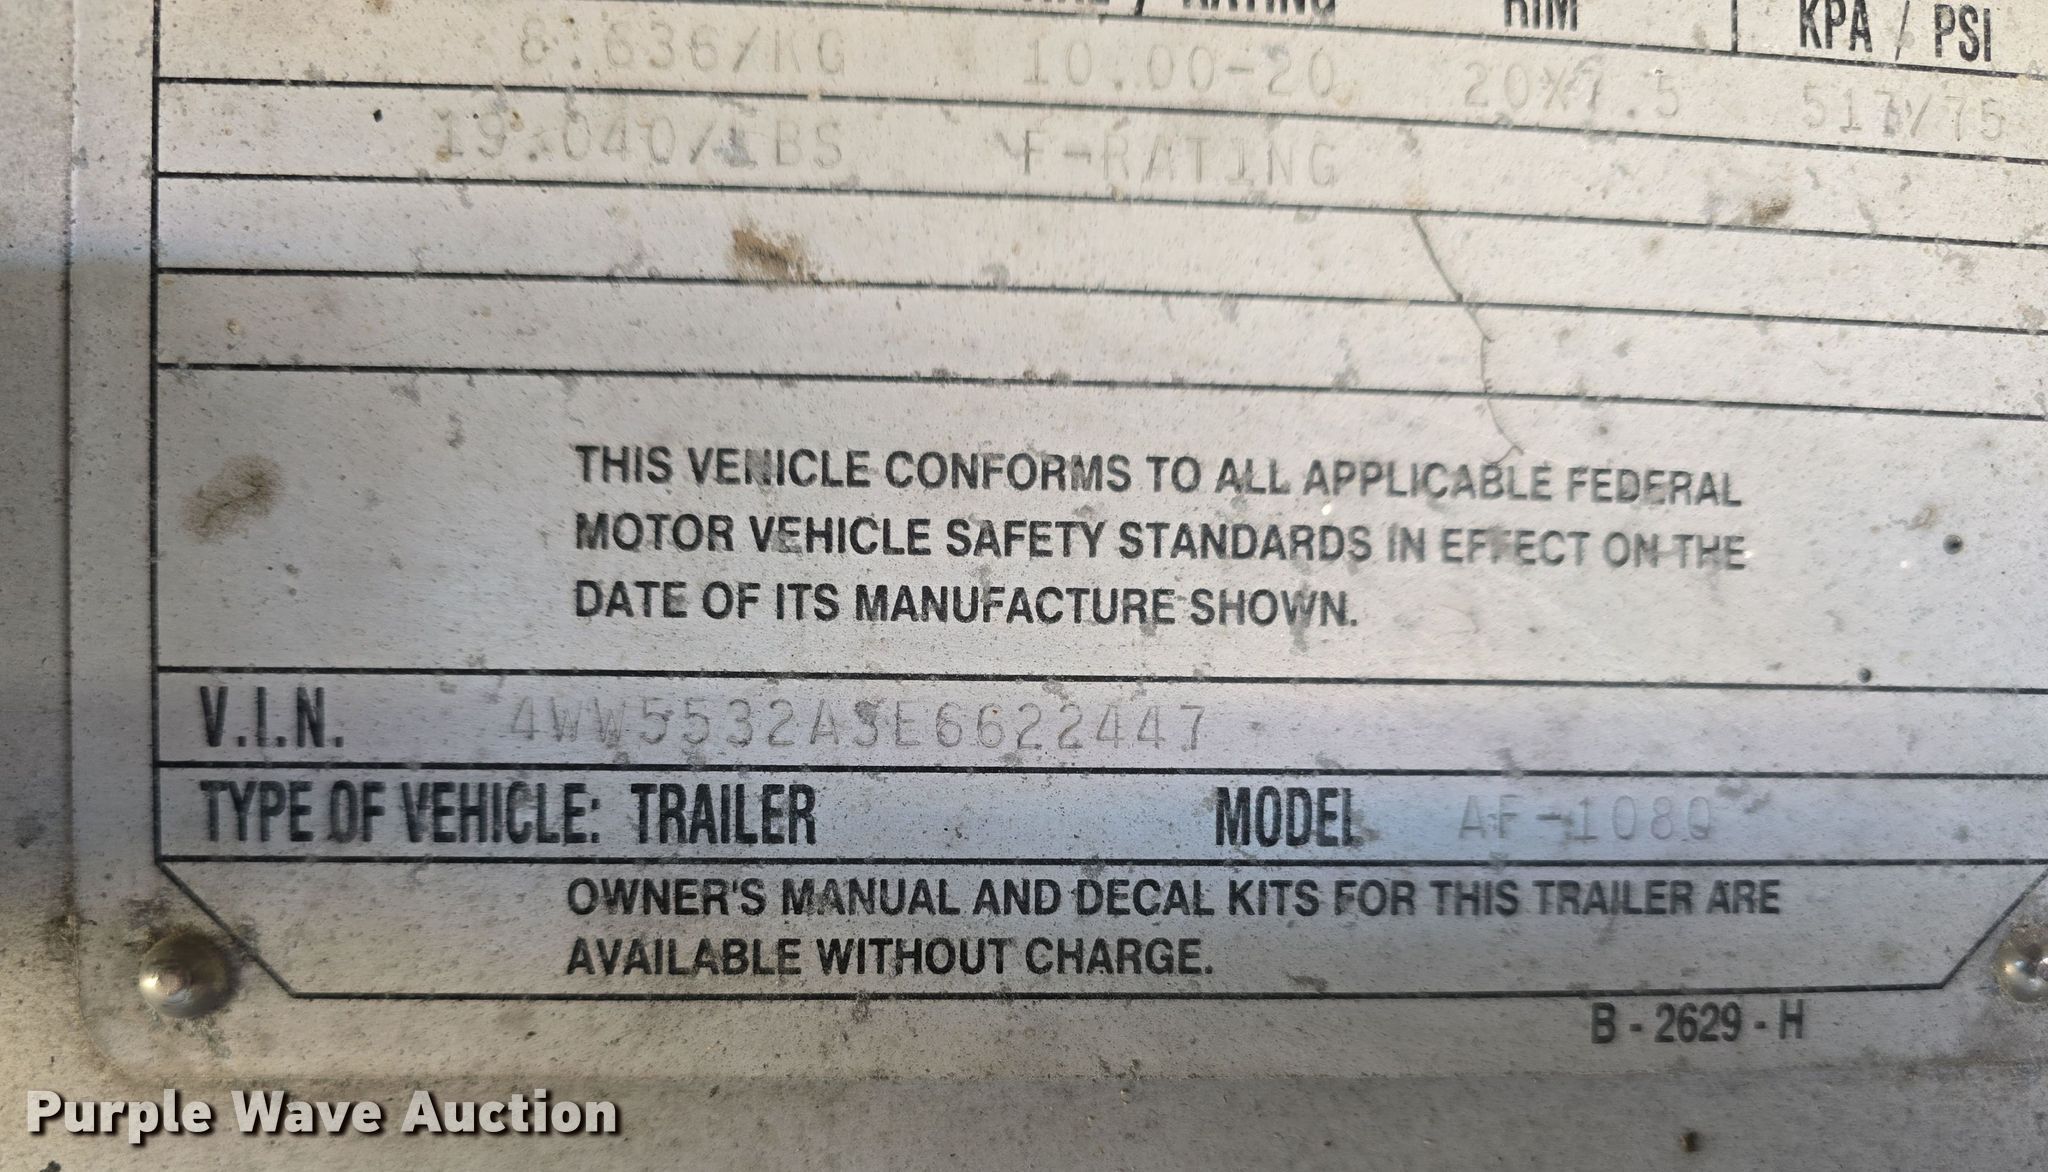 RATING RIM KPA / PSI
8.636/KG 10.00-20 20X7.5 517/75
19.040/LBS F-RATING
THIS VEHICLE CONFORMS TO ALL APPLICABLE FEDERAL
MOTOR VEHICLE SAFETY STANDARDS IN EFFECT ON THE
DATE OF ITS MANUFACTURE SHOWN.
V.I.N. 4WW5532A3E6622447
TYPE OF VEHICLE: TRAILER MODEL AF-108Q
OWNER'S MANUAL AND DECAL KITS FOR THIS TRAILER ARE
AVAILABLE WITHOUT CHARGE.
B - 2629 - H
Purple Wave Auction